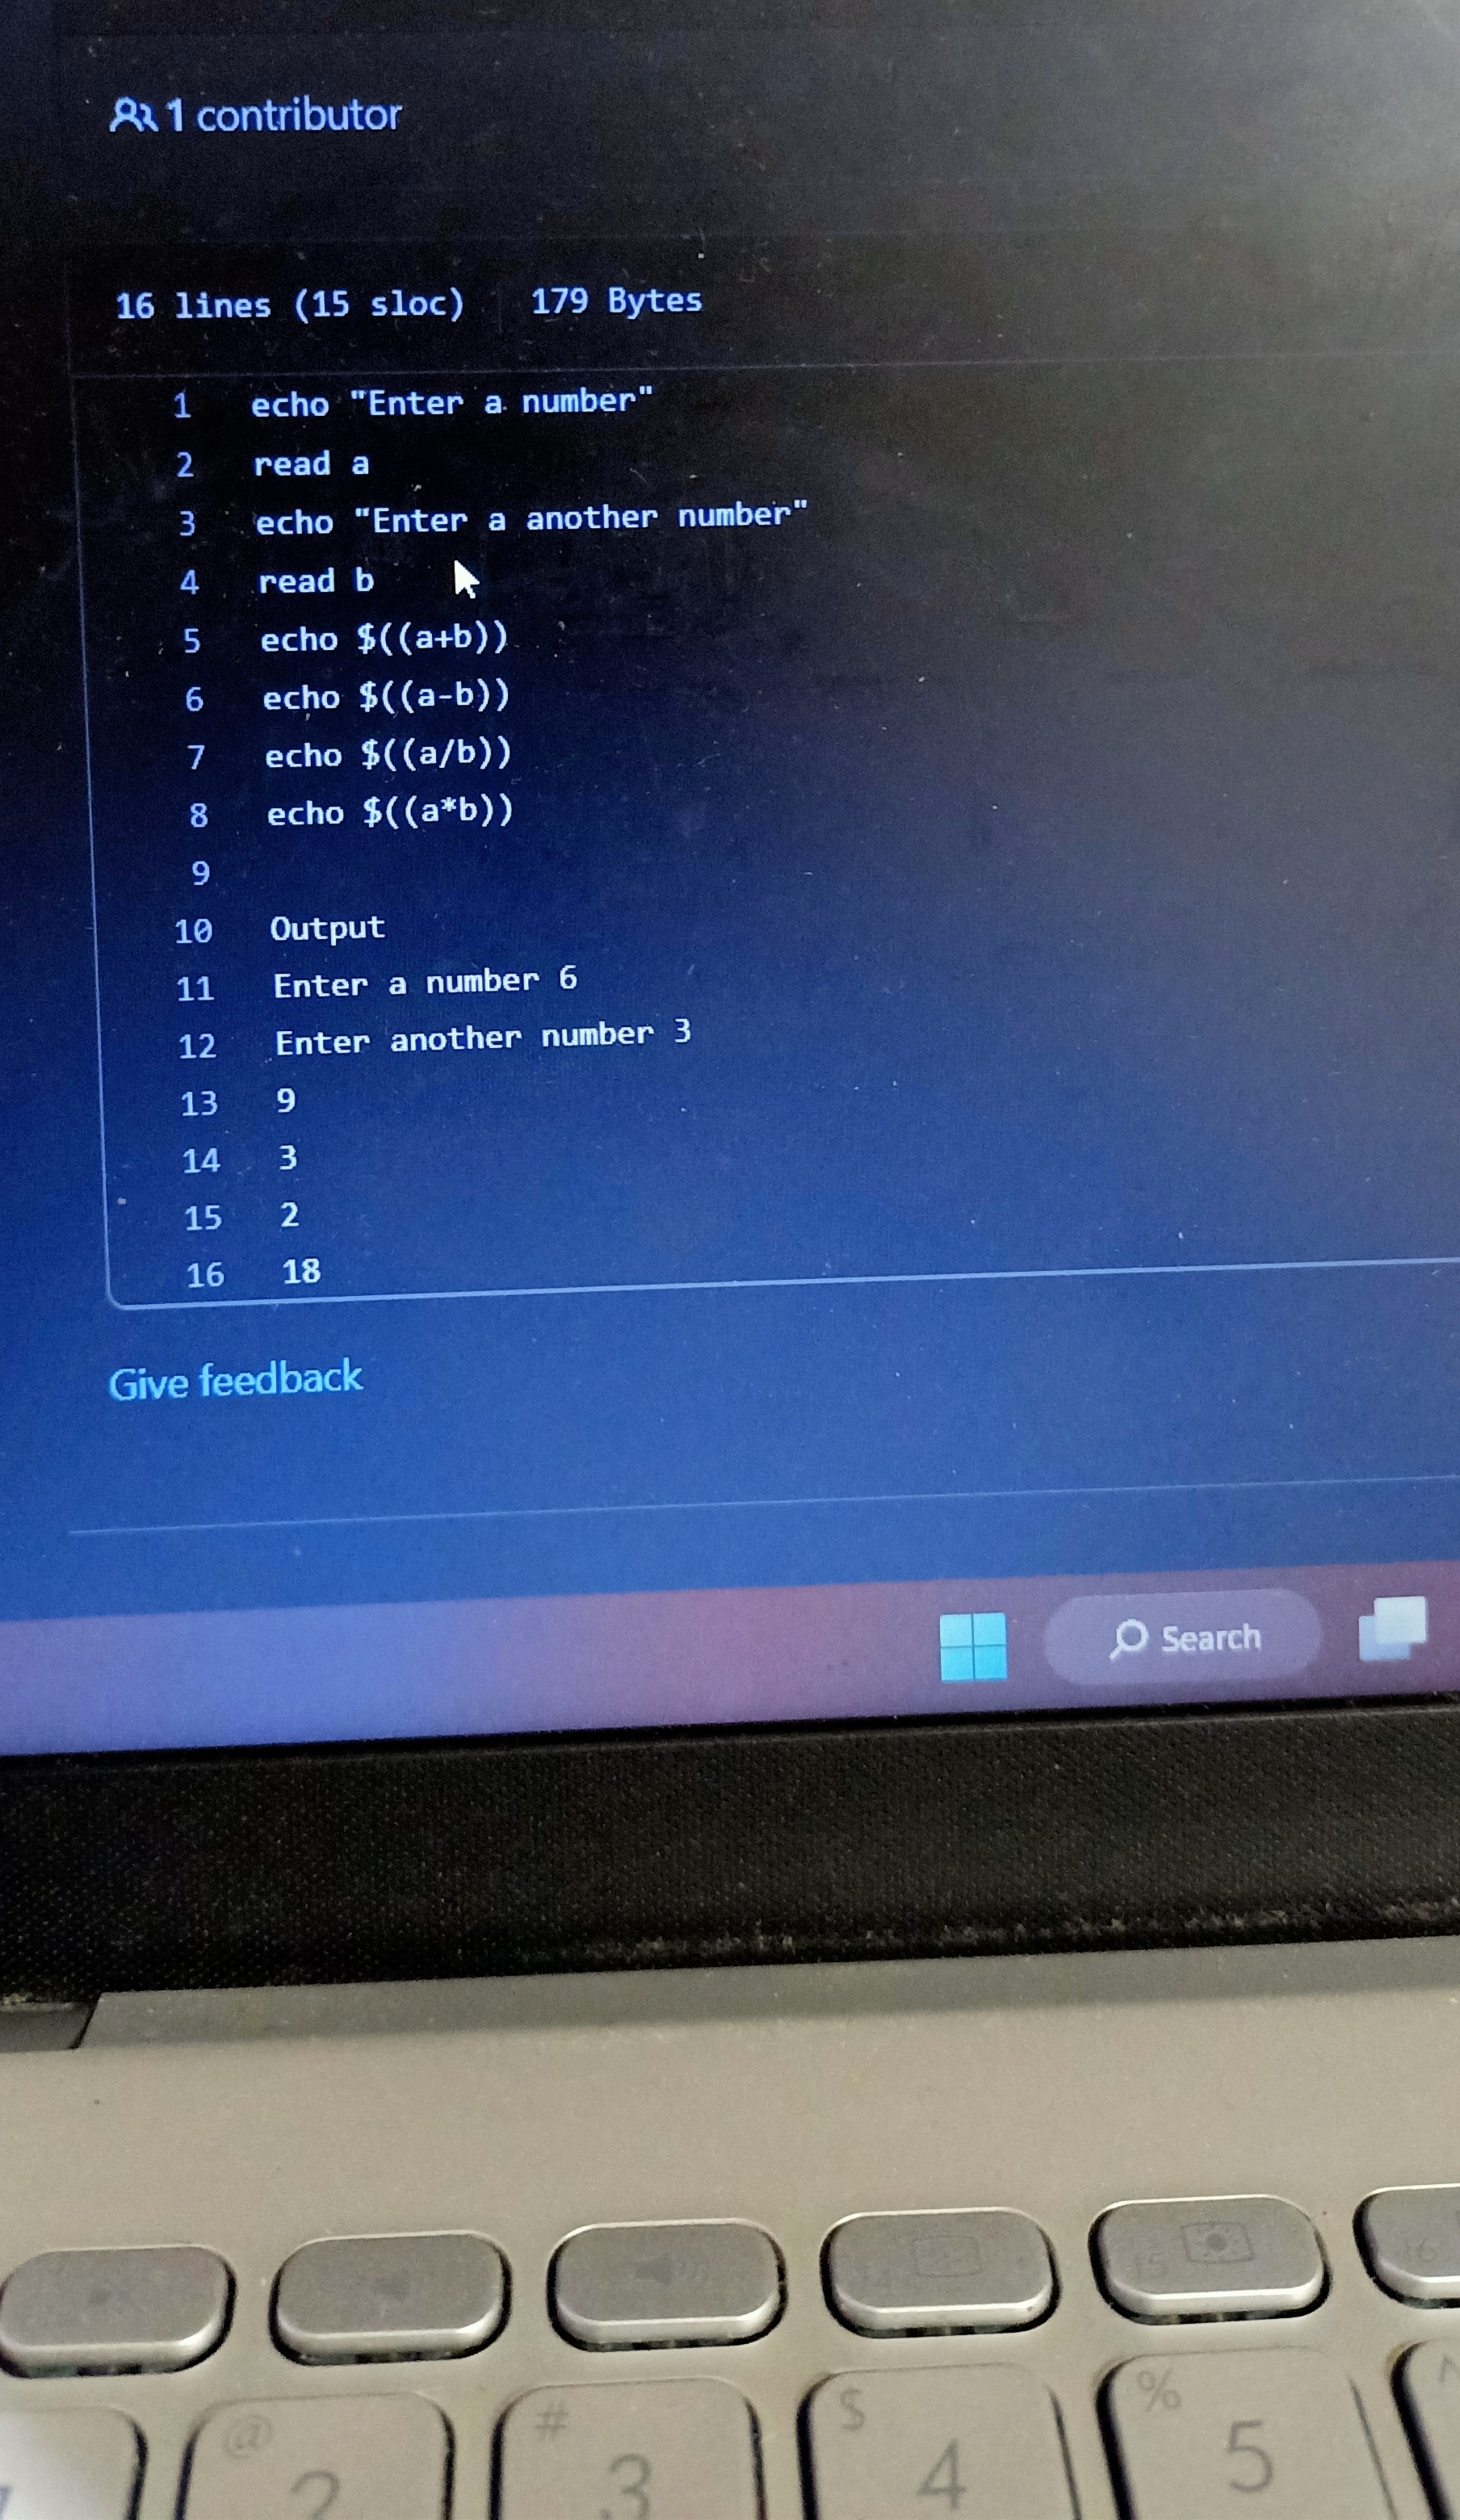 1 contributor
16 lines (15 sloc) 179 Bytes
1 echo "Enter a number"
2 read a
3 echo "Enter a another number"
4 read b
5 echo $((a+b))
6 echo $((a-b))
7 echo $((a/b))
8 echo $((a*b))
9
10 Output
11 Enter a number 6
12 Enter another number 3
13 9
14 3
15 2
16 18
Give feedback
Search
15 16
@ # $ %
2 3 4 5